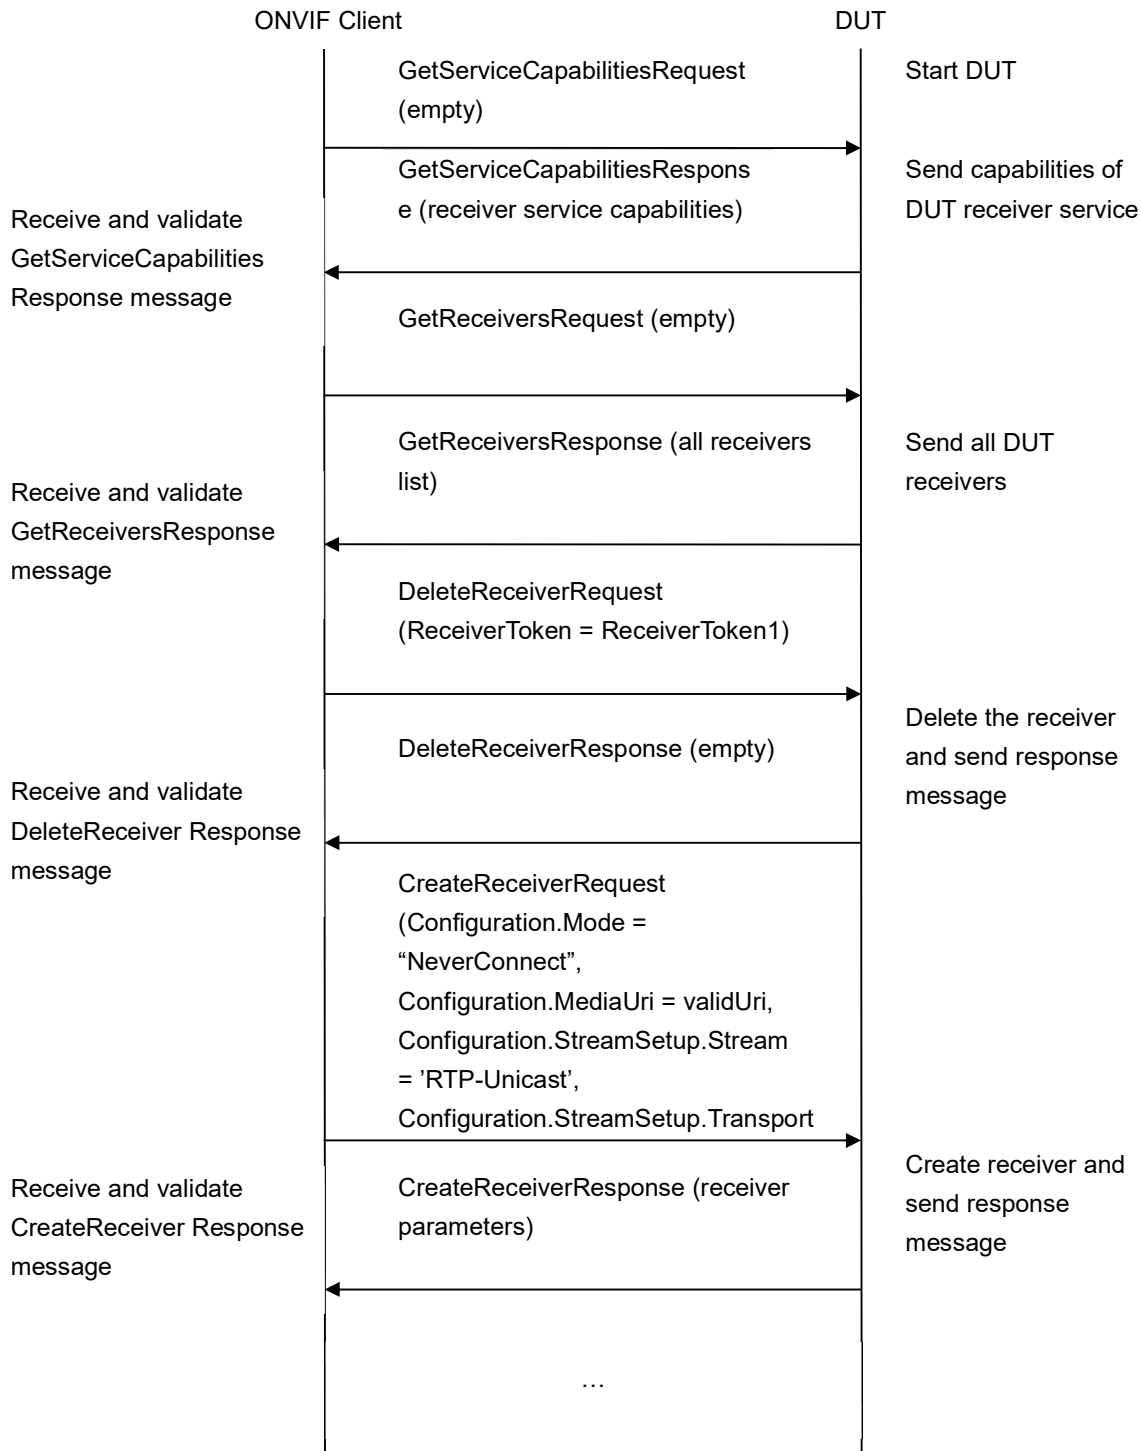 ONVIF Client
DUT
GetServiceCapabilitiesRequest
(empty)
Start DUT
GetServiceCapabilitiesRespons
e (receiver service capabilities)
Send capabilities of
DUT receiver service
Receive and validate
GetServiceCapabilities
Response message
GetReceiversRequest (empty)
GetReceiversResponse (all receivers
list)
Send all DUT
receivers
Receive and validate
GetReceiversResponse
message
DeleteReceiverRequest
(ReceiverToken = ReceiverToken1)
Delete the receiver
and send response
message
DeleteReceiverResponse (empty)
Receive and validate
DeleteReceiver Response
message
CreateReceiverRequest
(Configuration.Mode =
“NeverConnect”,
Configuration.MediaUri = validUri,
Configuration.StreamSetup.Stream
= ’RTP-Unicast’,
Configuration.StreamSetup.Transport
Create receiver and
send response
message
CreateReceiverResponse (receiver
parameters)
Receive and validate
CreateReceiver Response
message
…